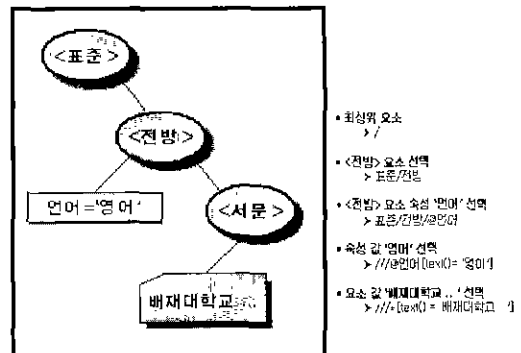 <표준>
<전방>
언어='영어'
<서문>
배재대학교
• 최상위 요소
➢ /
• <전방> 요소 선택
➢ 표준/전방
• <전방> 요소 속성 '언어' 선택
➢ 표준/전방/@언어
• 속성 값 '영어' 선택
➢ ///@언어[text()= '영어']
• 요소 값 '배재대학교 .. ' 선택
➢ ///*[text() = 배재대학교 ']